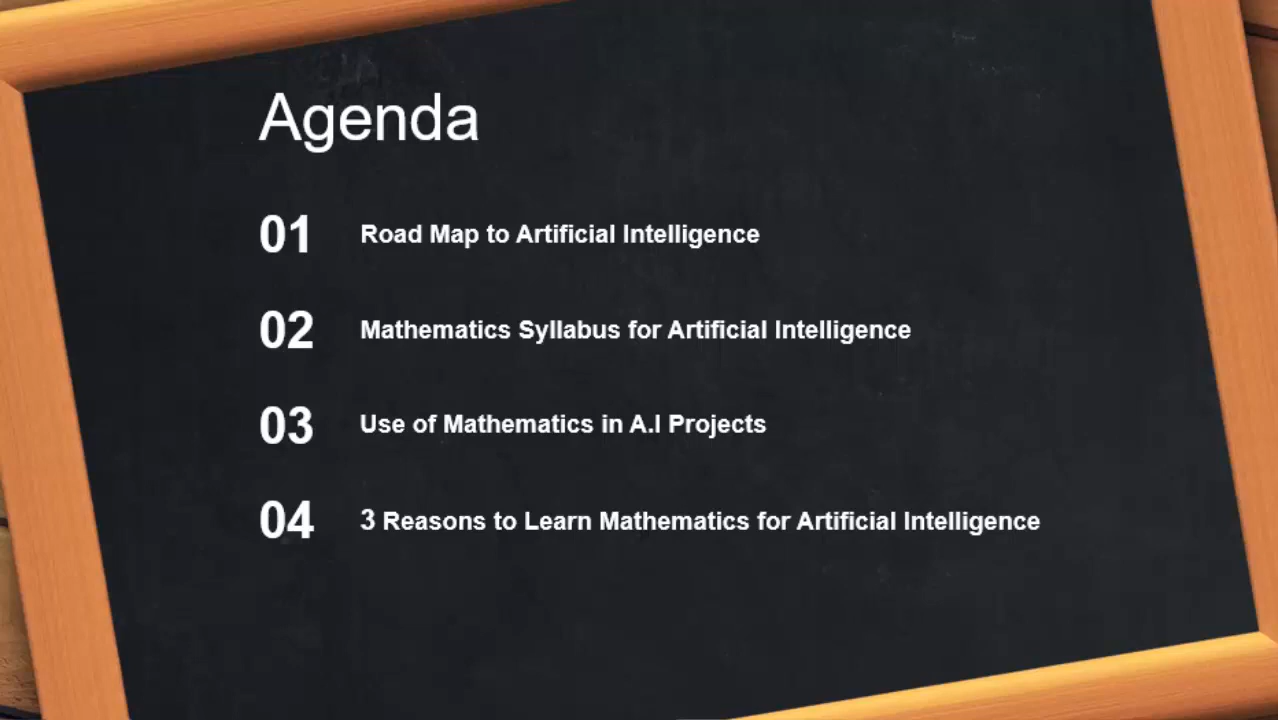 Agenda
01 Road Map to Artificial Intelligence
02 Mathematics Syllabus for Artificial Intelligence
03 Use of Mathematics in A.I Projects
04 3 Reasons to Learn Mathematics for Artificial Intelligence